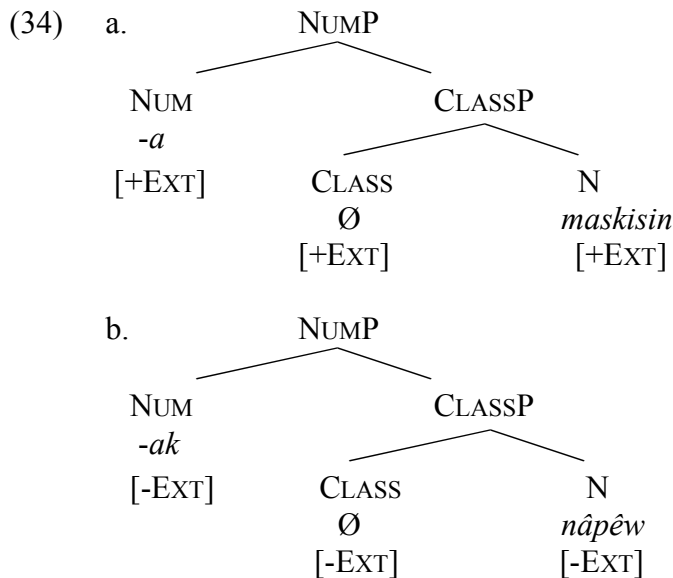 (34) a. NUMP
NUM CLASSP
-a
[+EXT] CLASS N
Ø maskisin
[+EXT] [+EXT]
b. NUMP
NUM CLASSP
-ak
[-EXT] CLASS N
Ø nâpêw
[-EXT] [-EXT]